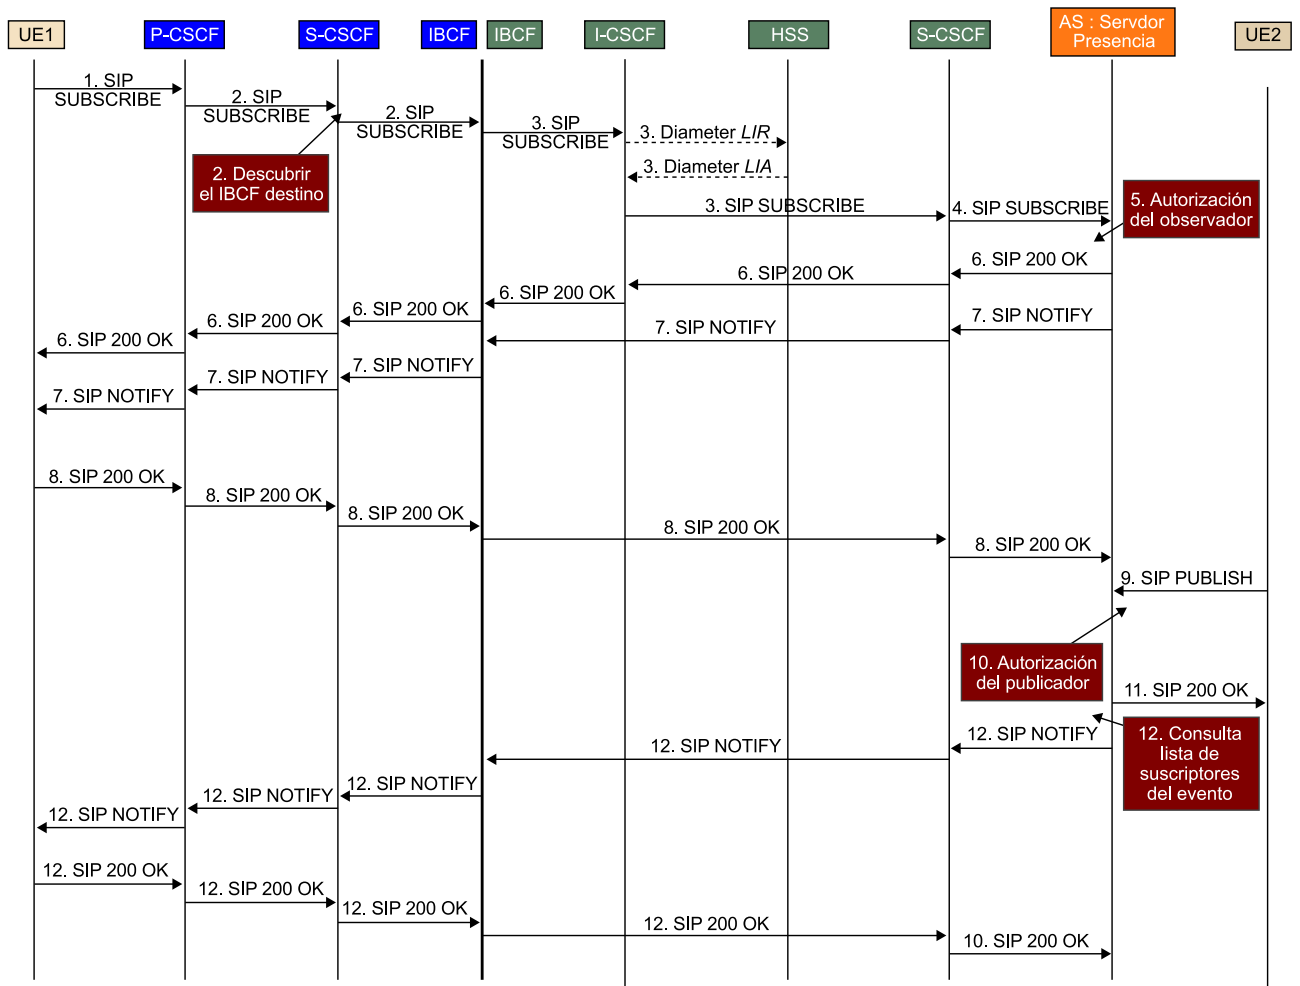 UE1
P-CSCF
S-CSCF
IBCF
IBCF
I-CSCF
HSS
S-CSCF
AS : Servdor
Presencia
UE2
1. SIP
SUBSCRIBE
2. SIP
SUBSCRIBE
2. SIP
SUBSCRIBE
3. SIP
SUBSCRIBE
3. Diameter LIR
2. Descubrir
el IBCF destino
3. Diameter LIA
3. SIP SUBSCRIBE
4. SIP SUBSCRIBE
5. Autorización
del observador
6. SIP 200 OK
6. SIP 200 OK
6. SIP 200 OK
6. SIP 200 OK
6. SIP 200 OK
6. SIP 200 OK
7. SIP NOTIFY
7. SIP NOTIFY
7. SIP NOTIFY
7. SIP NOTIFY
7. SIP NOTIFY
8. SIP 200 OK
8. SIP 200 OK
8. SIP 200 OK
8. SIP 200 OK
8. SIP 200 OK
9. SIP PUBLISH
10. Autorización
del publicador
11. SIP 200 OK
12. SIP NOTIFY
12. Consulta
lista de
suscriptores
del evento
12. SIP NOTIFY
12. SIP NOTIFY
12. SIP NOTIFY
12. SIP NOTIFY
12. SIP 200 OK
12. SIP 200 OK
12. SIP 200 OK
12. SIP 200 OK
10. SIP 200 OK